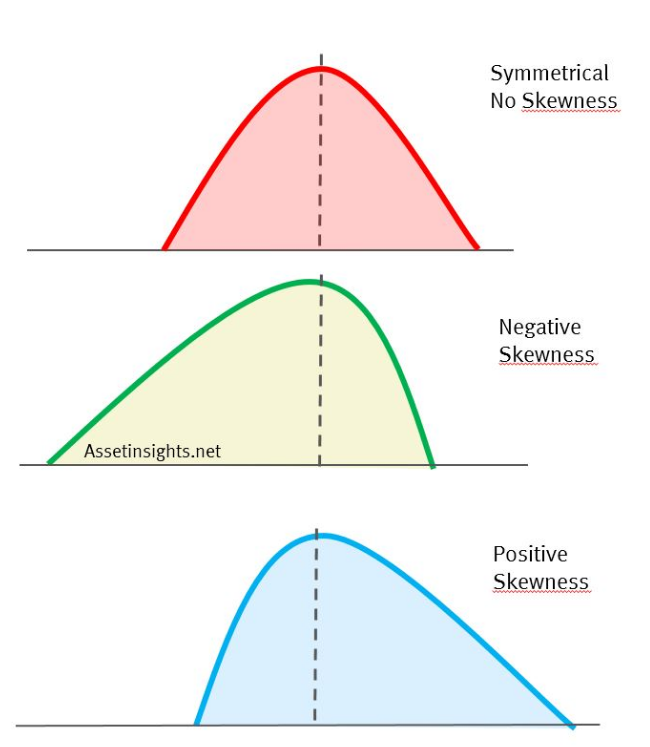 Symmetrical
No Skewness
Negative
Skewness
Assetinsights.net
Positive
Skewness